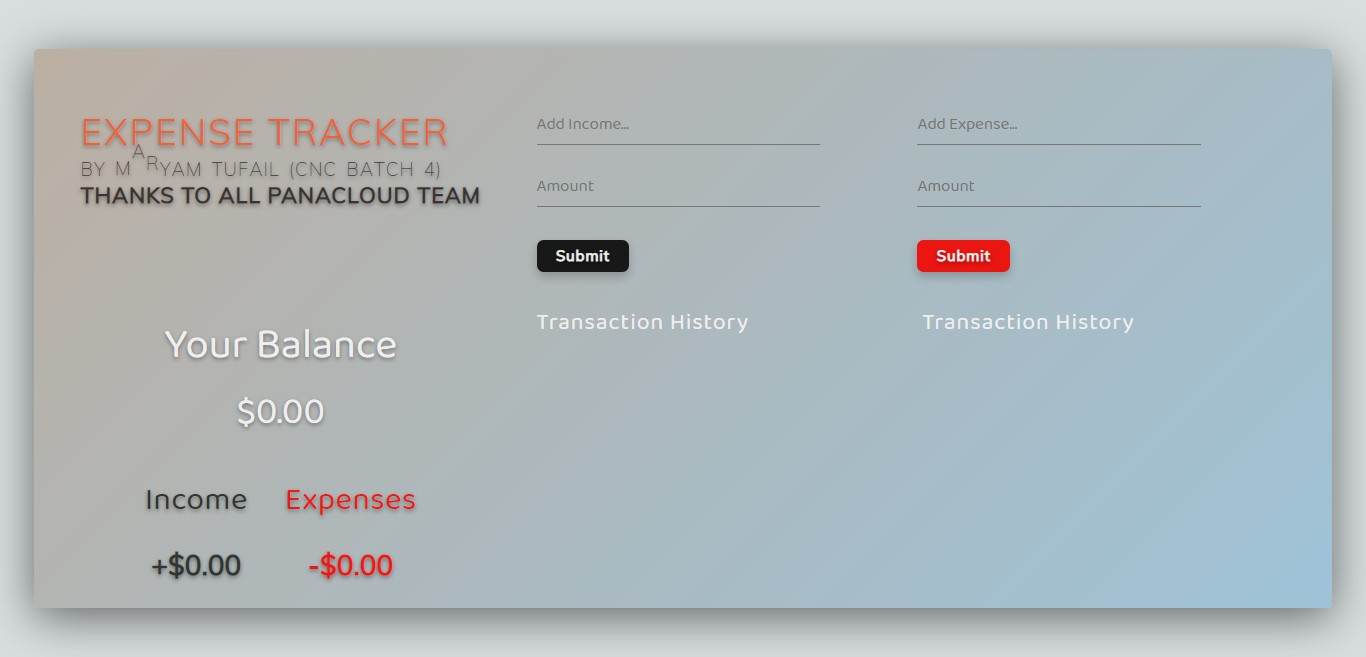 EXPENSE TRACKER
BY MARYAM TUFAIL (CNC BATCH 4)
THANKS TO ALL PANACLOUD TEAM
Your Balance
$0.00
Income Expenses
+$0.00 -$0.00
Add Income...
Amount
Submit
Transaction History
Add Expense...
Amount
Submit
Transaction History